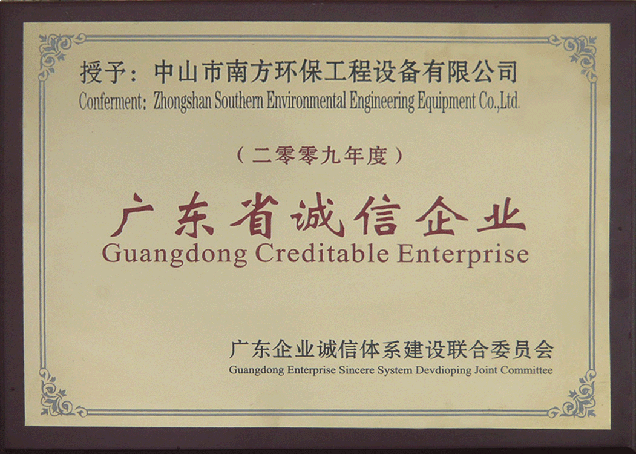 授予：中山市南方环保工程设备有限公司
Conferment: Zhongshan Southern Environmental Engineering Equipment Co.,Ltd.
（二零零九年度）
广东省诚信企业
Guangdong Creditable Enterprise
广东企业诚信体系建设联合委员会
Guangdong Enterprise Sincere System Devdioping Joint Committee